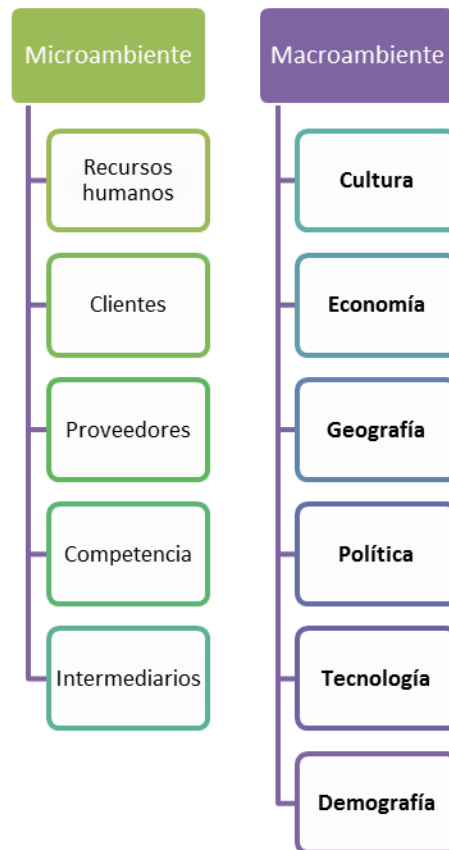 Microambiente
Recursos
humanos
Clientes
Proveedores
Competencia
Intermediarios
Macroambiente
Cultura
Economía
Geografía
Política
Tecnología
Demografía